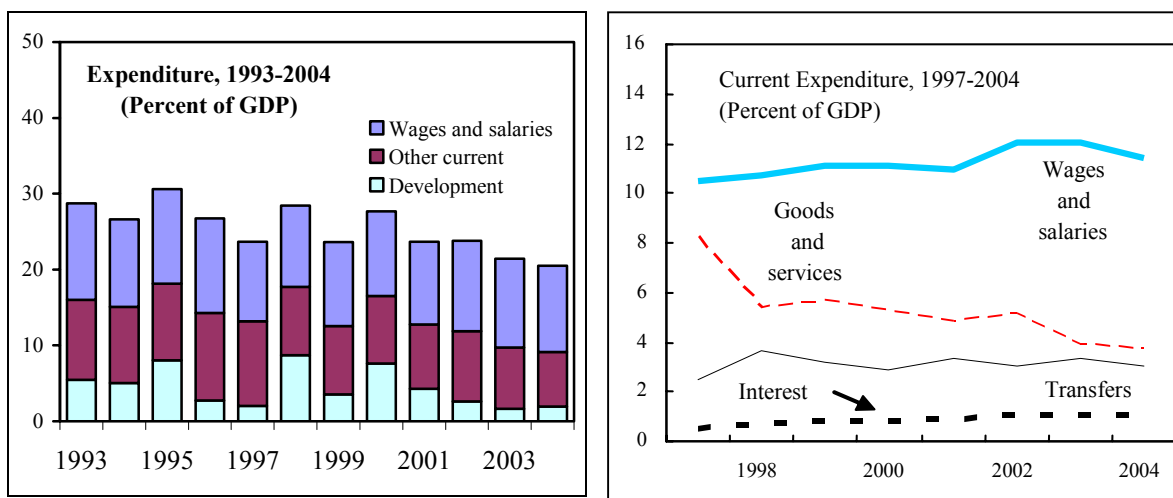 50
40
30
20
10
0
Expenditure, 1993-2004
(Percent of GDP)
Wages and salaries
Other current
Development
1993 1995 1997 1999 2001 2003
16
14
12
10
8
6
4
2
0
Current Expenditure, 1997-2004
(Percent of GDP)
Wages
and
salaries
Goods
and
services
Interest
Transfers
1998 2000 2002 2004